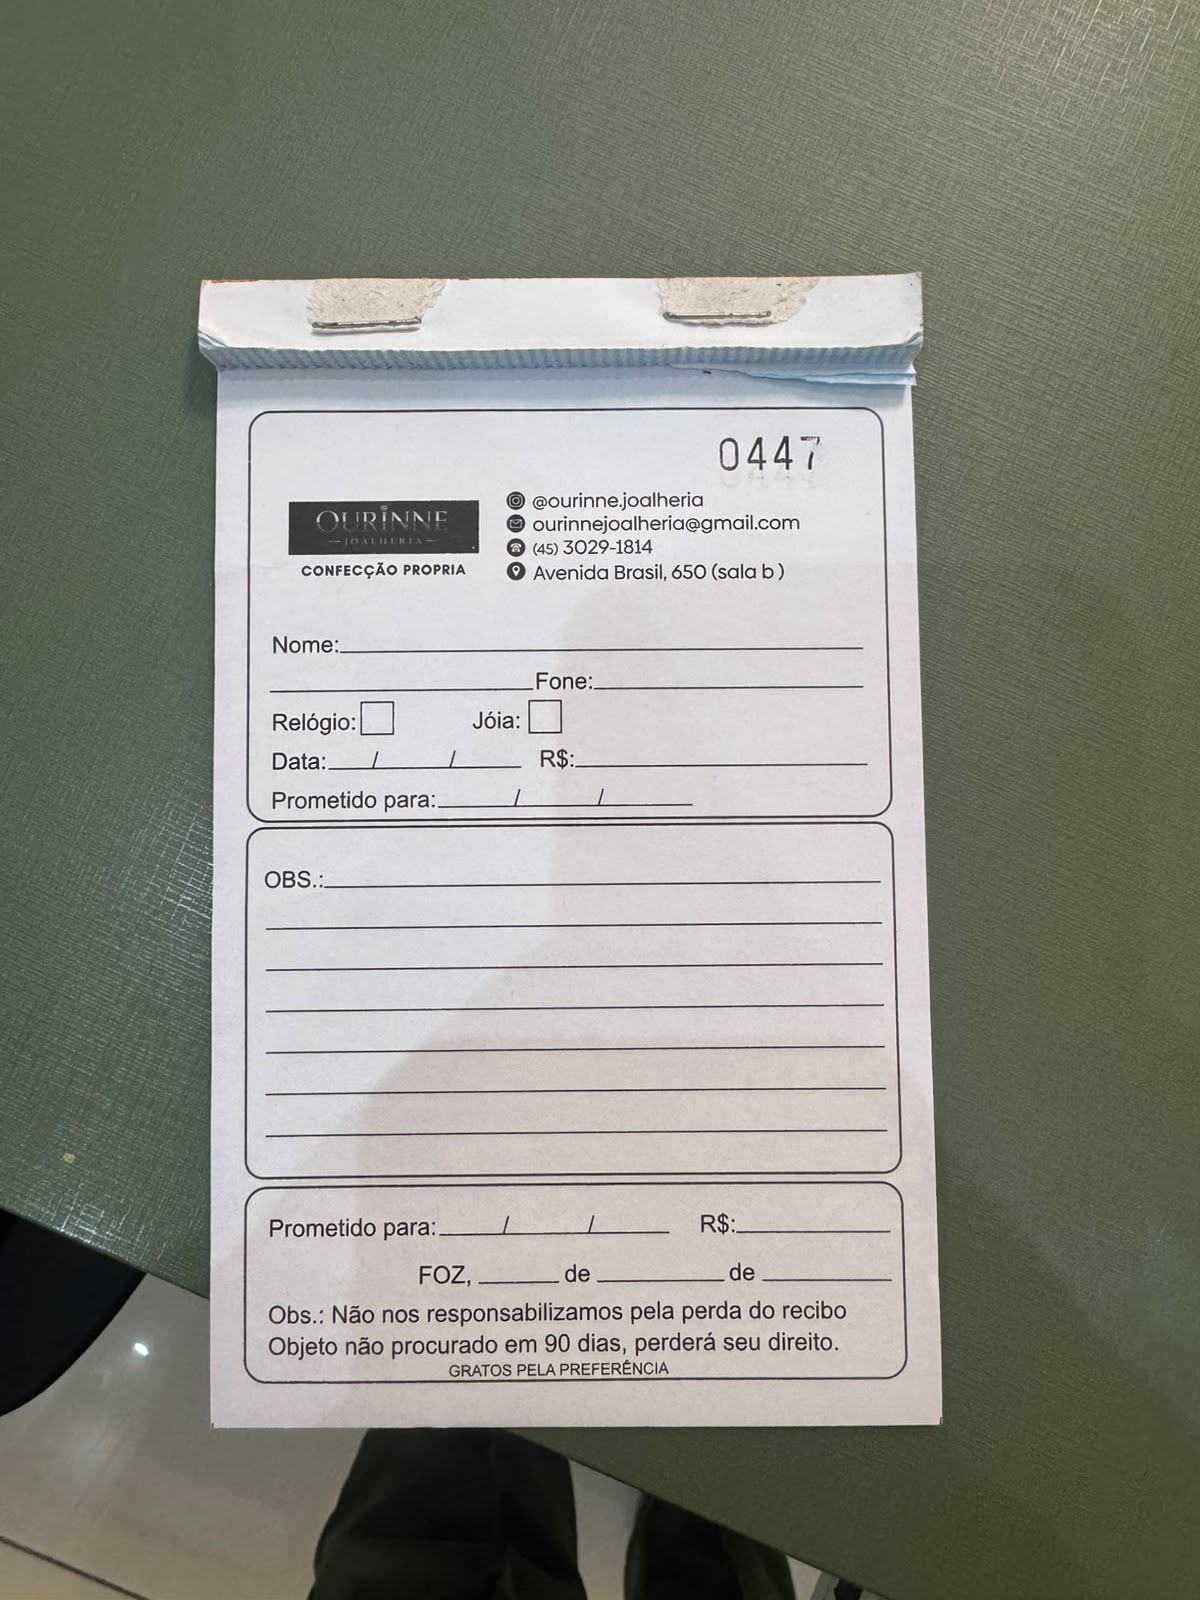 0447
OURINNE
JOALHERIA
CONFECÇÃO PROPRIA
@ourinne.joalheria
ourinnejoalheria@gmail.com
(45) 3029-1814
Avenida Brasil, 650 (sala b)
Nome:
Fone:
Relógio: Jóia:
Data: / / R$:
Prometido para: / /
OBS.:
Prometido para: / / R$:
FOZ, de de
Obs.: Não nos responsabilizamos pela perda do recibo
Objeto não procurado em 90 dias, perderá seu direito.
GRATOS PELA PREFERÊNCIA